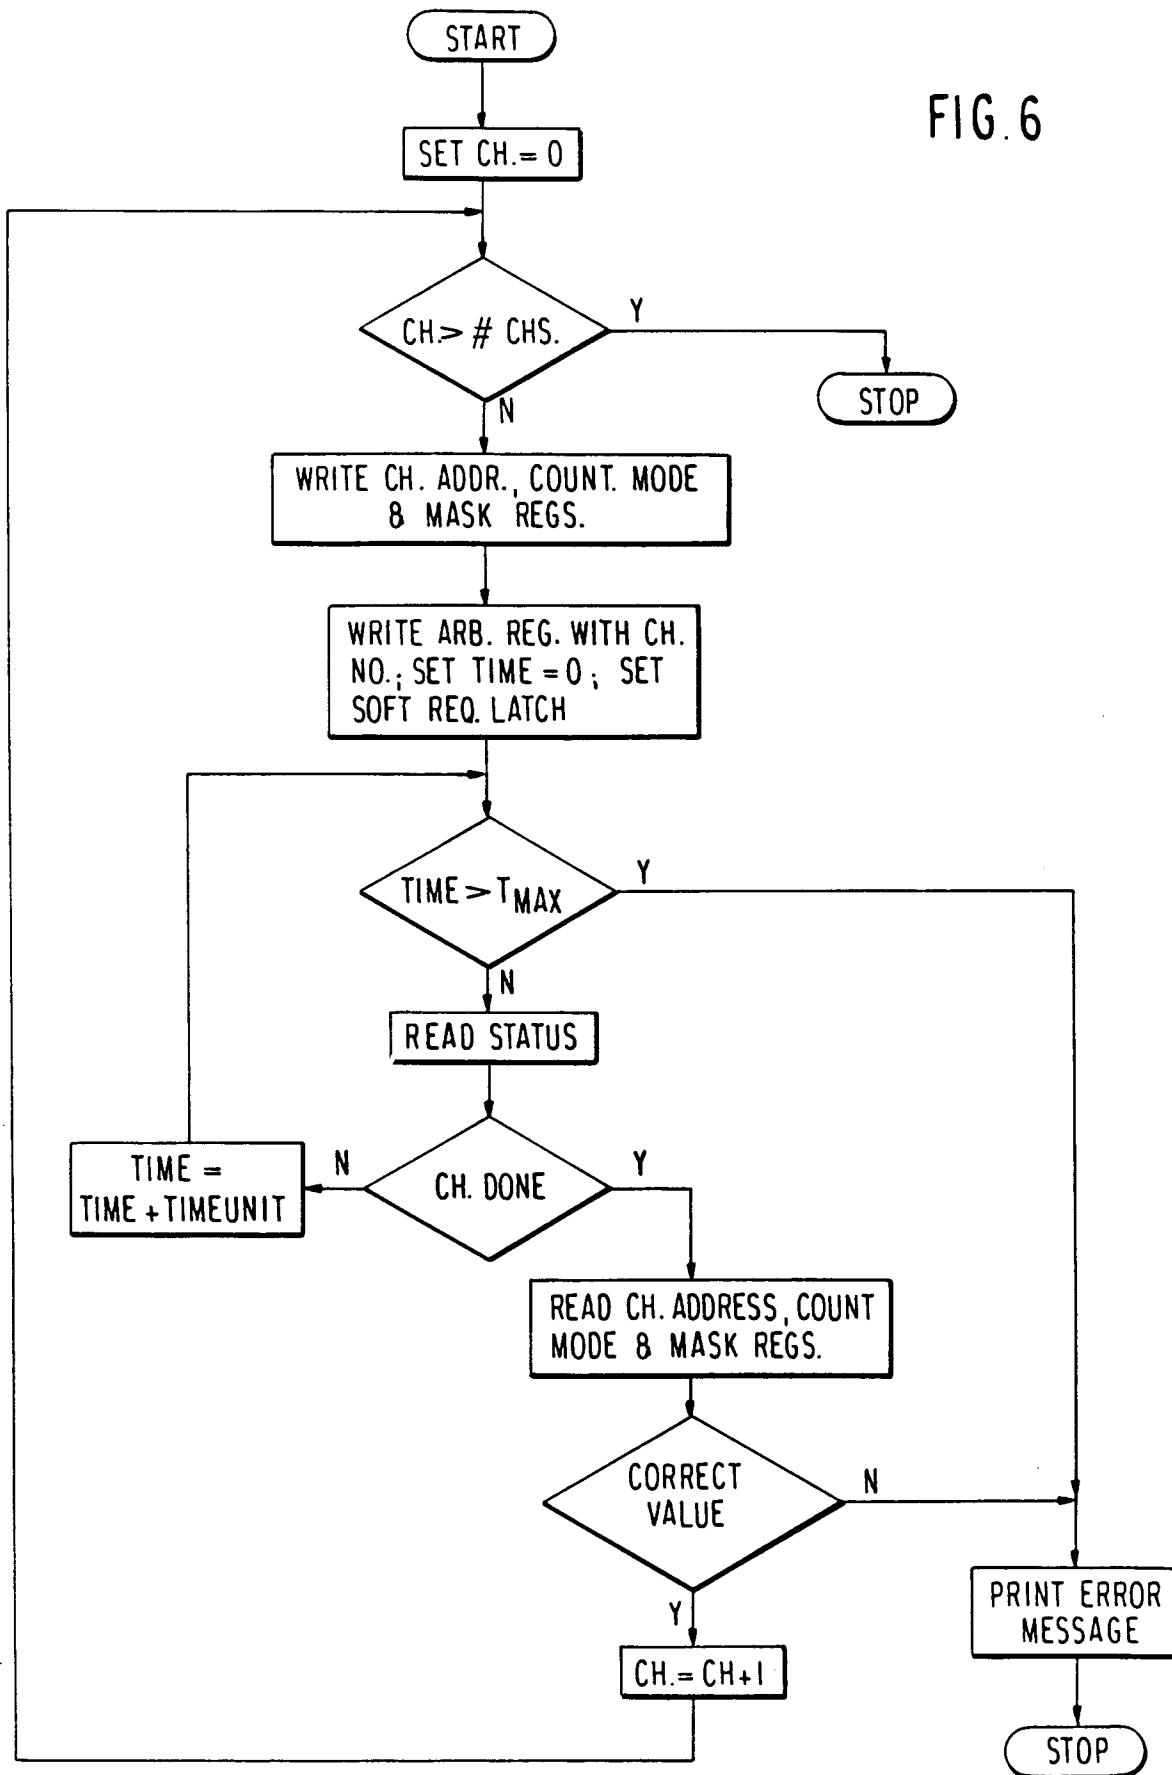 START
FIG. 6
SET CH. = 0
CH. > # CHS.
Y
STOP
N
WRITE CH. ADDR., COUNT. MODE
& MASK REGS.
WRITE ARB. REG. WITH CH.
NO.; SET TIME = 0; SET
SOFT REQ. LATCH
TIME > TMAX
Y
N
READ STATUS
CH. DONE
N
Y
TIME =
TIME + TIMEUNIT
READ CH. ADDRESS, COUNT
MODE & MASK REGS.
CORRECT
VALUE
N
Y
PRINT ERROR
MESSAGE
CH. = CH+1
STOP